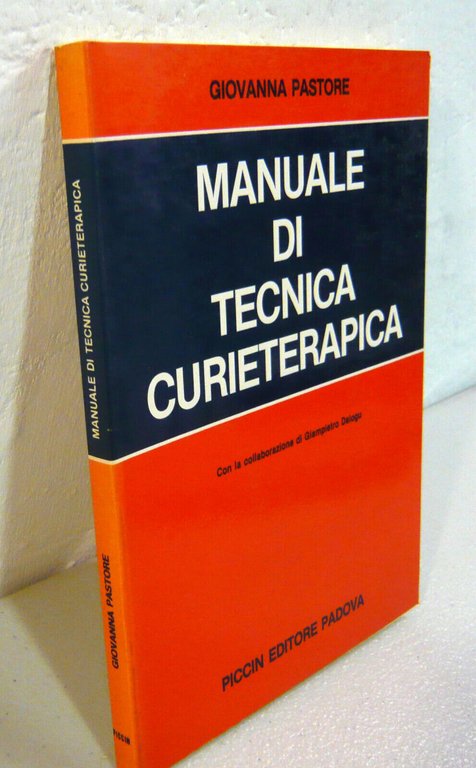 GIOVANNA PASTORE
MANUALE
DI
TECNICA
CURIETERAPICA
Con la collaborazione di Giampietro Delogu
PICCIN EDITORE PADOVA
MANUALE DI TECNICA CURIETERAPICA
GIOVANNA PASTORE
PICCIN